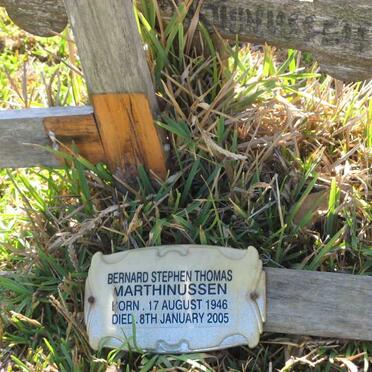 BERNARD STEPHEN THOMAS
MARTHINUSSEN
BORN . 17 AUGUST 1946
DIED . 8TH JANUARY 2005